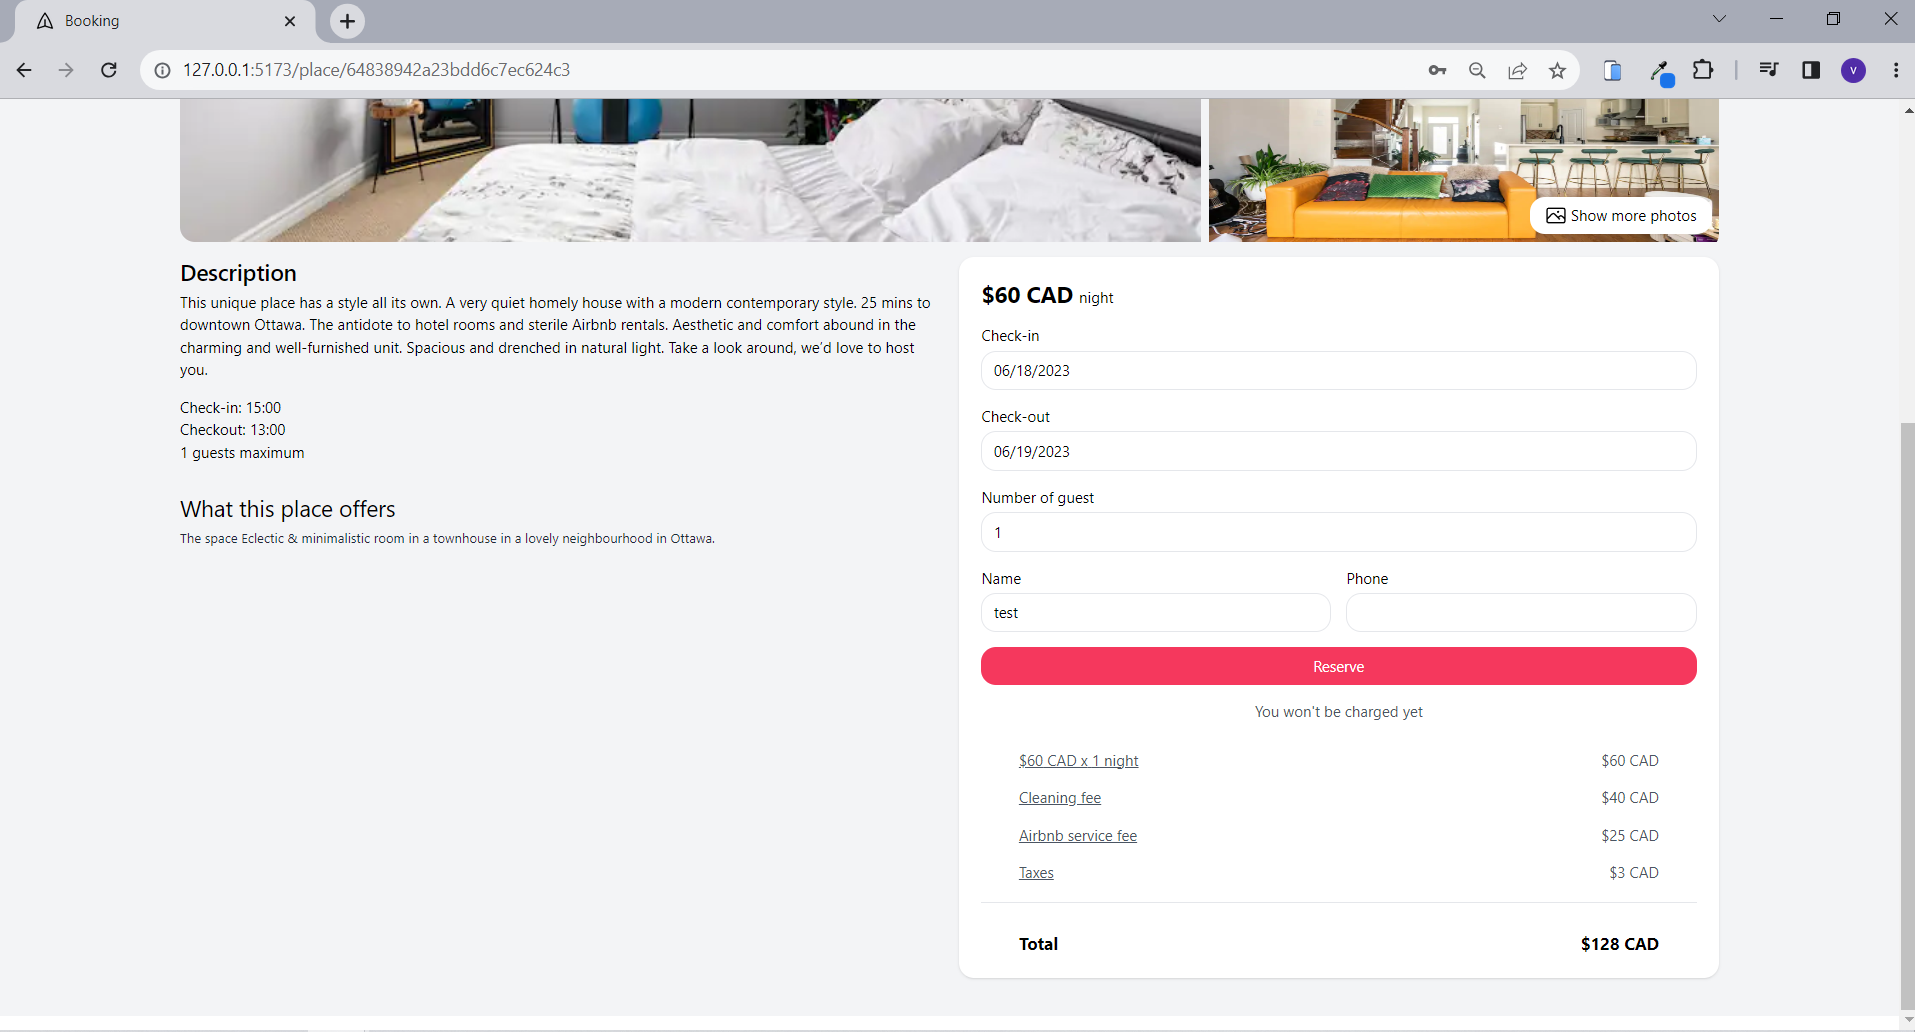 Booking
127.0.0.1:5173/place/64838942a23bdd6c7ec624c3
v
Show more photos
Description
This unique place has a style all its own. A very quiet homely house with a modern contemporary style. 25 mins to
downtown Ottawa. The antidote to hotel rooms and sterile Airbnb rentals. Aesthetic and comfort abound in the
charming and well-furnished unit. Spacious and drenched in natural light. Take a look around, we’d love to host
you.
Check-in: 15:00
Checkout: 13:00
1 guests maximum
What this place offers
The space Eclectic & minimalistic room in a townhouse in a lovely neighbourhood in Ottawa.
$60 CAD night
Check-in
06/18/2023
Check-out
06/19/2023
Number of guest
1
Name Phone
test
Reserve
You won't be charged yet
$60 CAD x 1 night $60 CAD
Cleaning fee $40 CAD
Airbnb service fee $25 CAD
Taxes $3 CAD
Total $128 CAD